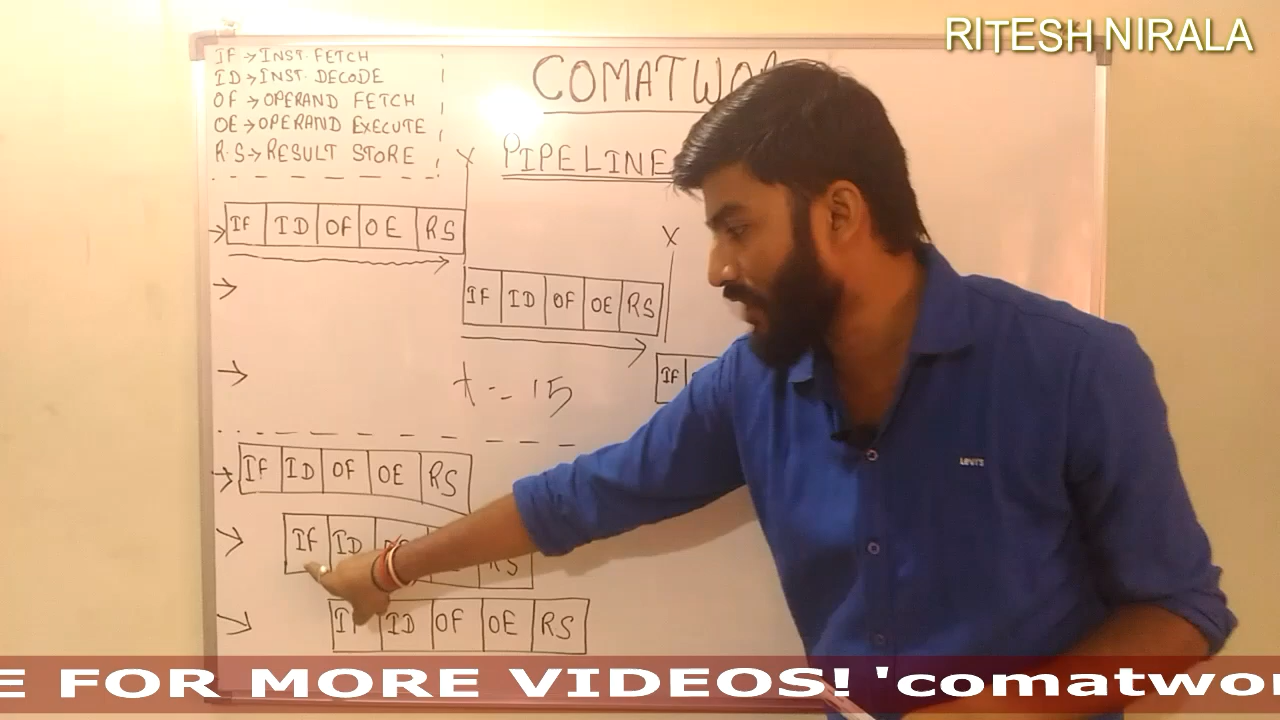 RITESH NIRALA
IF → INST. FETCH
ID → INST. DECODE
OF → OPERAND FETCH
OE → OPERAND EXECUTE
R.S → RESULT STORE
COMATWO
PIPELINE
Y
IF ID OF OE RS
X
IF ID OF OE RS
t = 15
IF
IF ID OF OE RS
IF ID RS
IF ID OF OE RS
LEVI'S
E FOR MORE VIDEOS! 'comatwor